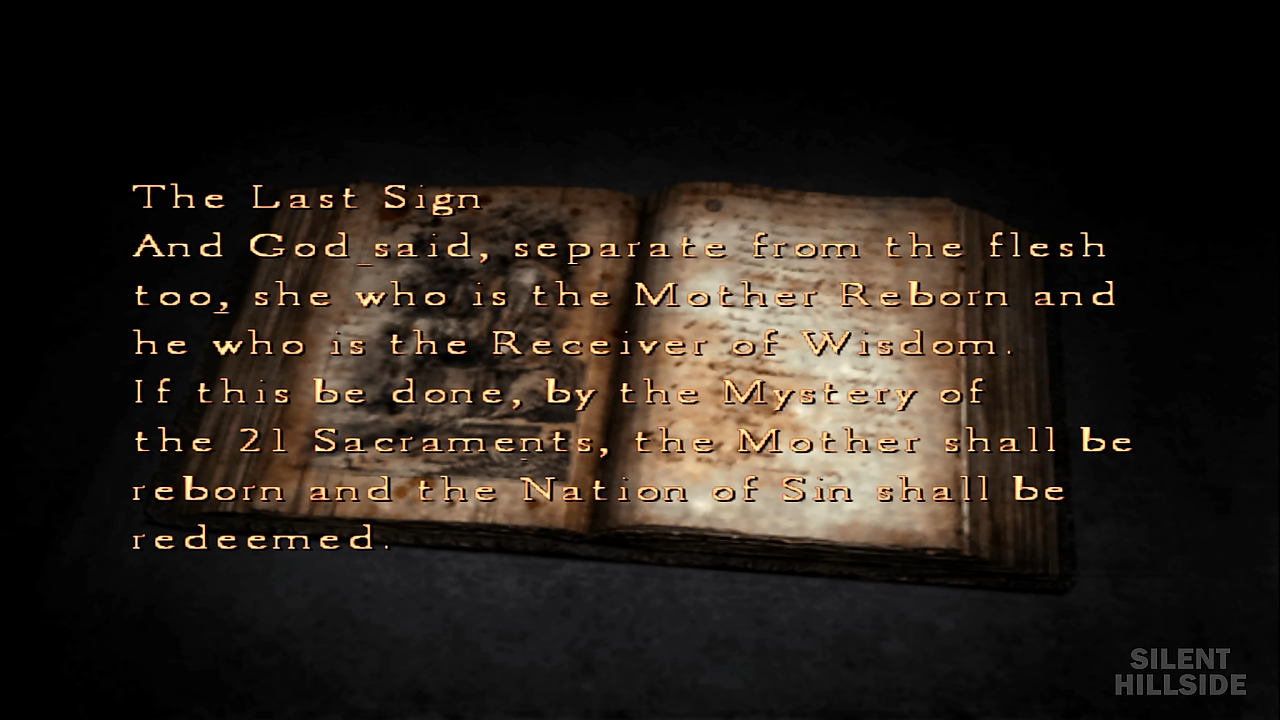 The Last Sign
And God said, separate from the flesh
too, she who is the Mother Reborn and
he who is the Receiver of Wisdom.
If this be done, by the Mystery of
the 21 Sacraments, the Mother shall be
reborn and the Nation of Sin shall be
redeemed.
SILENT
HILLSIDE